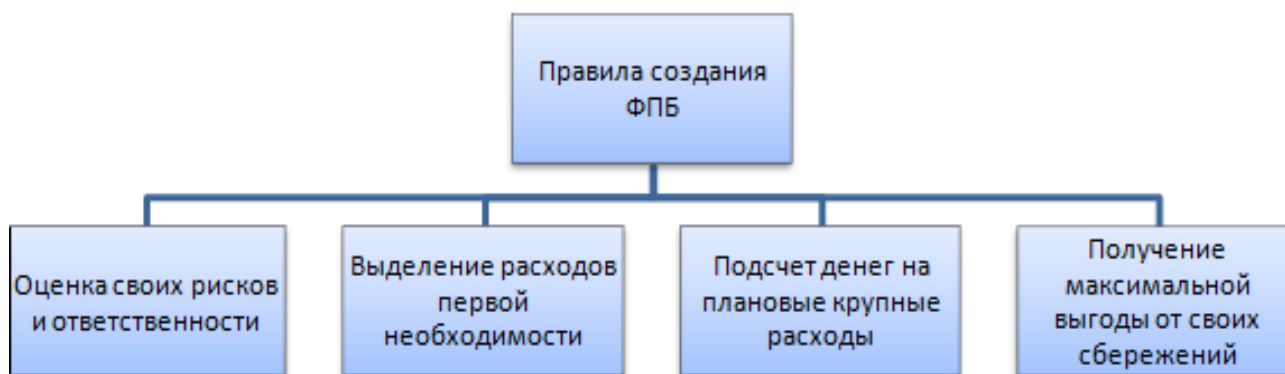 Правила создания
ФПБ
Оценка своих рисков
и ответственности
Выделение расходов
первой
необходимости
Подсчет денег на
плановые крупные
расходы
Получение
максимальной
выгоды от своих
сбережений